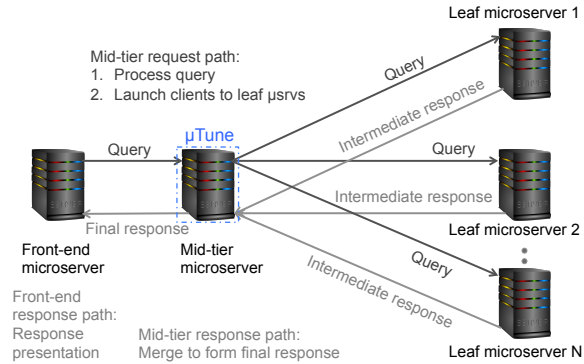 Leaf microserver 1
Mid-tier request path:
1. Process query
2. Launch clients to leaf µsrvs
Query
Intermediate response
µTune
Query
Query
Intermediate response
Final response
Leaf microserver 2
Front-end
microserver
Mid-tier
microserver
Query
Intermediate response
Front-end
response path:
Response
presentation
Mid-tier response path:
Merge to form final response
Leaf microserver N